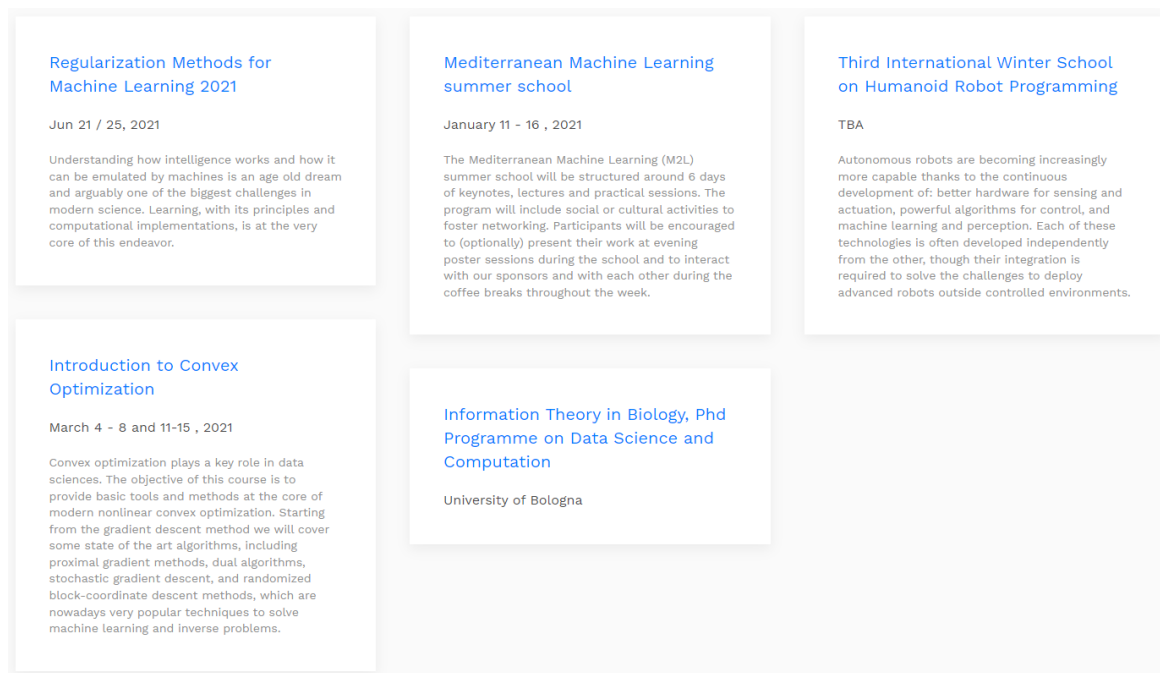 Regularization Methods for
Machine Learning 2021
Jun 21 / 25, 2021
Understanding how intelligence works and how it
can be emulated by machines is an age old dream
and arguably one of the biggest challenges in
modern science. Learning, with its principles and
computational implementations, is at the very
core of this endeavor.
Introduction to Convex
Optimization
March 4 - 8 and 11-15 , 2021
Convex optimization plays a key role in data
sciences. The objective of this course is to
provide basic tools and methods at the core of
modern nonlinear convex optimization. Starting
from the gradient descent method we will cover
some state of the art algorithms, including
proximal gradient methods, dual algorithms,
stochastic gradient descent, and randomized
block-coordinate descent methods, which are
nowadays very popular techniques to solve
machine learning and inverse problems.
Mediterranean Machine Learning
summer school
January 11 - 16 , 2021
The Mediterranean Machine Learning (M2L)
summer school will be structured around 6 days
of keynotes, lectures and practical sessions. The
program will include social or cultural activities to
foster networking. Participants will be encouraged
to (optionally) present their work at evening
poster sessions during the school and to interact
with our sponsors and with each other during the
coffee breaks throughout the week.
Information Theory in Biology, Phd
Programme on Data Science and
Computation
University of Bologna
Third International Winter School
on Humanoid Robot Programming
TBA
Autonomous robots are becoming increasingly
more capable thanks to the continuous
development of: better hardware for sensing and
actuation, powerful algorithms for control, and
machine learning and perception. Each of these
technologies is often developed independently
from the other, though their integration is
required to solve the challenges to deploy
advanced robots outside controlled environments.